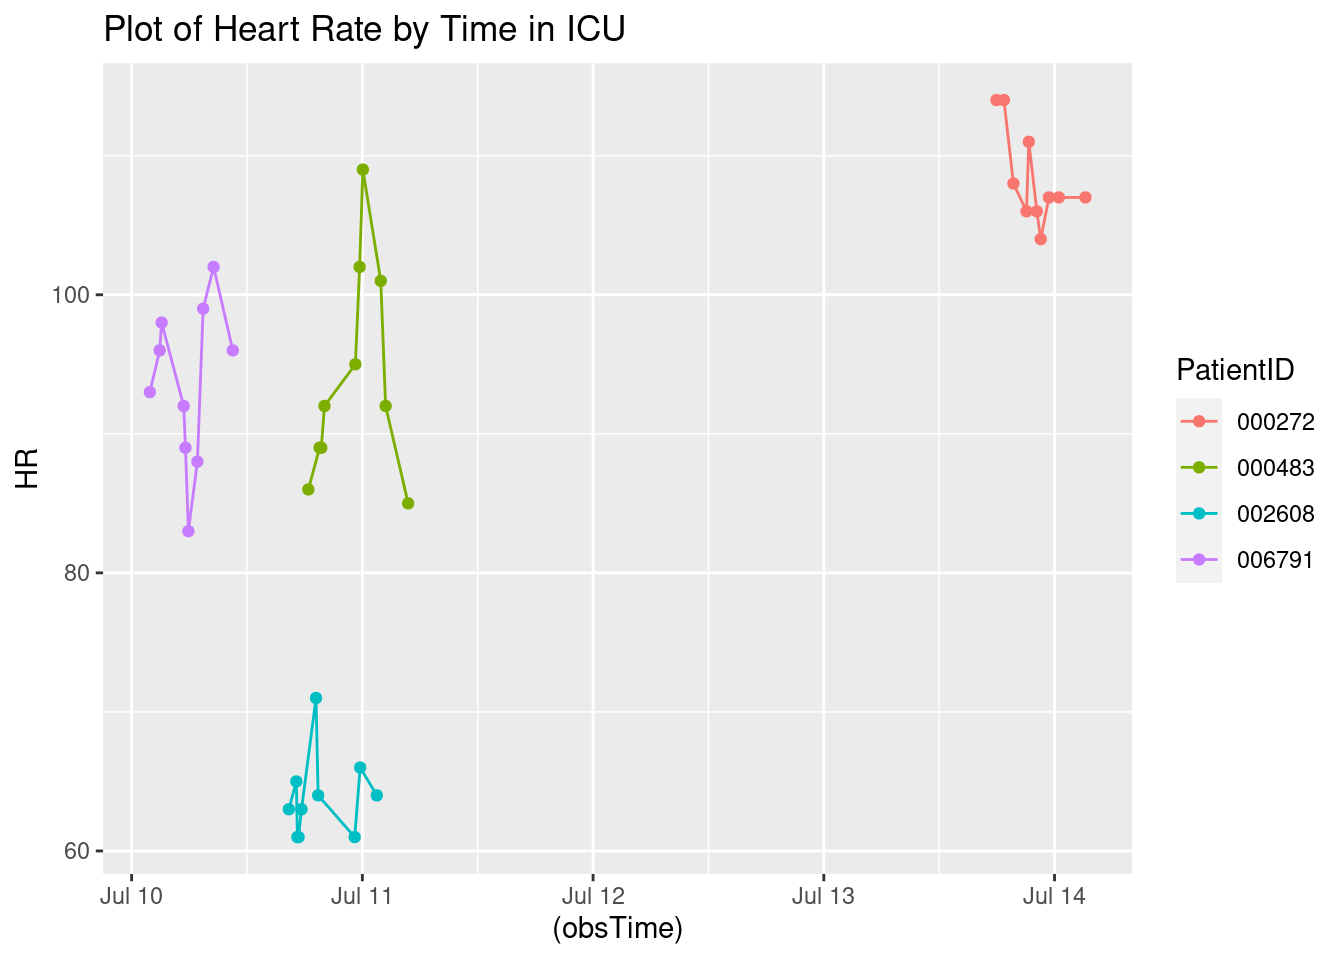 Plot of Heart Rate by Time in ICU
HR
100
80
60
Jul 10 Jul 11 Jul 12 Jul 13 Jul 14
(obsTime)
PatientID
000272
000483
002608
006791